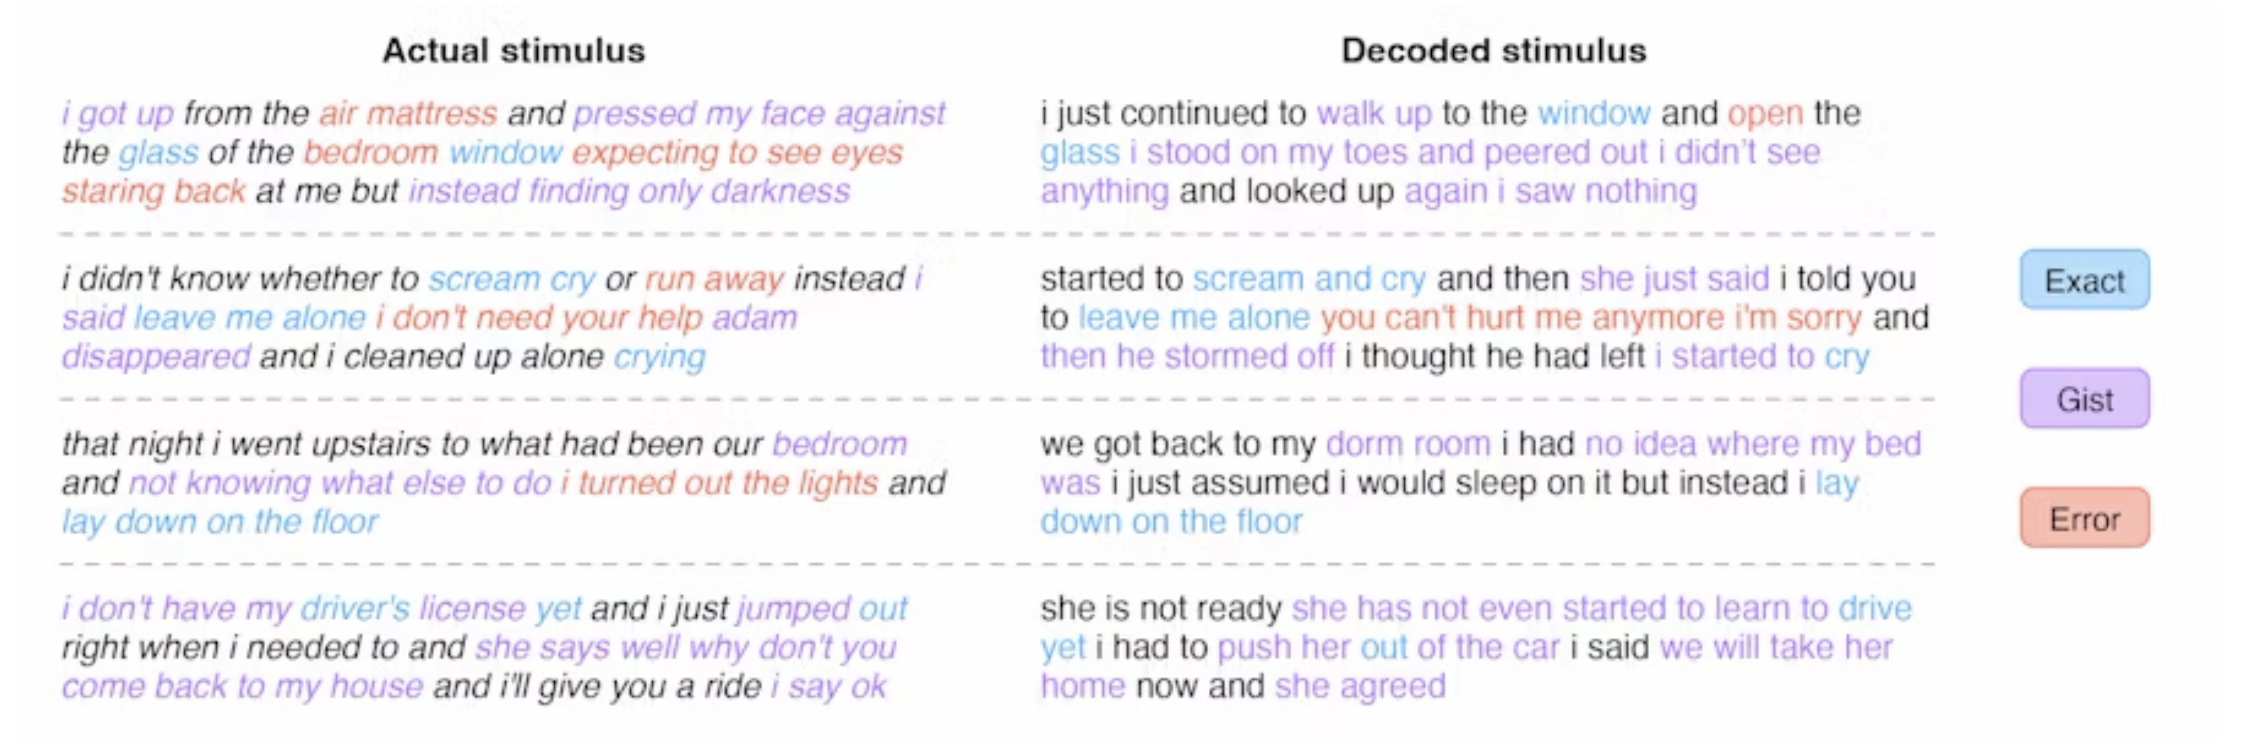 Actual stimulus
Decoded stimulus
i got up from the air mattress and pressed my face against
the glass of the bedroom window expecting to see eyes
staring back at me but instead finding only darkness
i just continued to walk up to the window and open the
glass i stood on my toes and peered out i didn't see
anything and looked up again i saw nothing
i didn't know whether to scream cry or run away instead i
said leave me alone i don't need your help adam
disappeared and i cleaned up alone crying
started to scream and cry and then she just said i told you
to leave me alone you can't hurt me anymore i'm sorry and
then he stormed off i thought he had left i started to cry
that night i went upstairs to what had been our bedroom
and not knowing what else to do i turned out the lights and
lay down on the floor
we got back to my dorm room i had no idea where my bed
was i just assumed i would sleep on it but instead i lay
down on the floor
i don't have my driver's license yet and i just jumped out
right when i needed to and she says well why don't you
come back to my house and i'll give you a ride i say ok
she is not ready she has not even started to learn to drive
yet i had to push her out of the car i said we will take her
home now and she agreed
Exact
Gist
Error